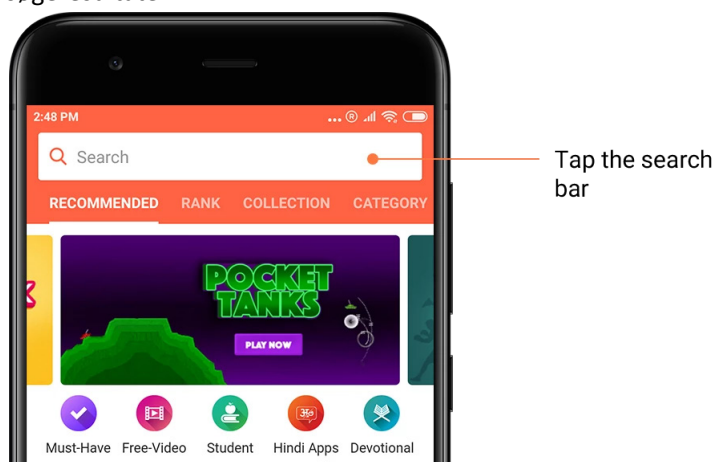 2:48 PM
Search
Tap the search
bar
RECOMMENDED RANK COLLECTION CATEGORY
POCKET
TANKS
PLAY NOW
Must-Have Free-Video Student Hindi Apps Devotional